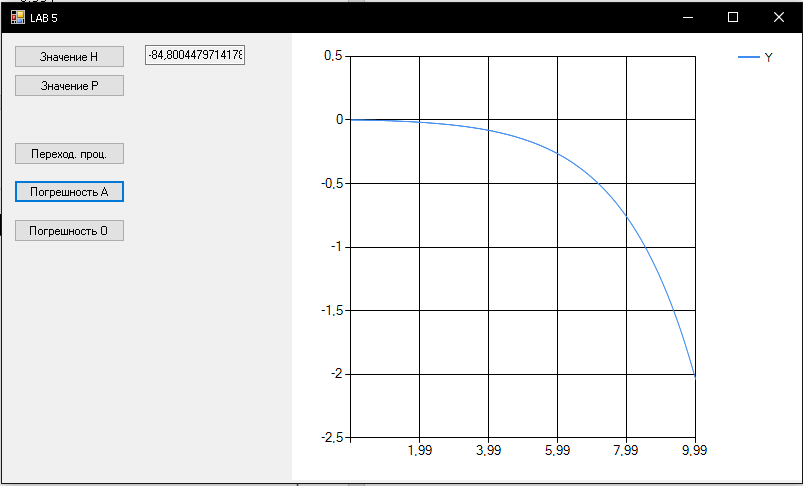 LAB 5
Значение H
-84,8004479714178
Значение P
Переход. проц.
Погрешность A
Погрешность O
0,5
0
-0,5
-1
-1,5
-2
-2,5
1,99
3,99
5,99
7,99
9,99
Y